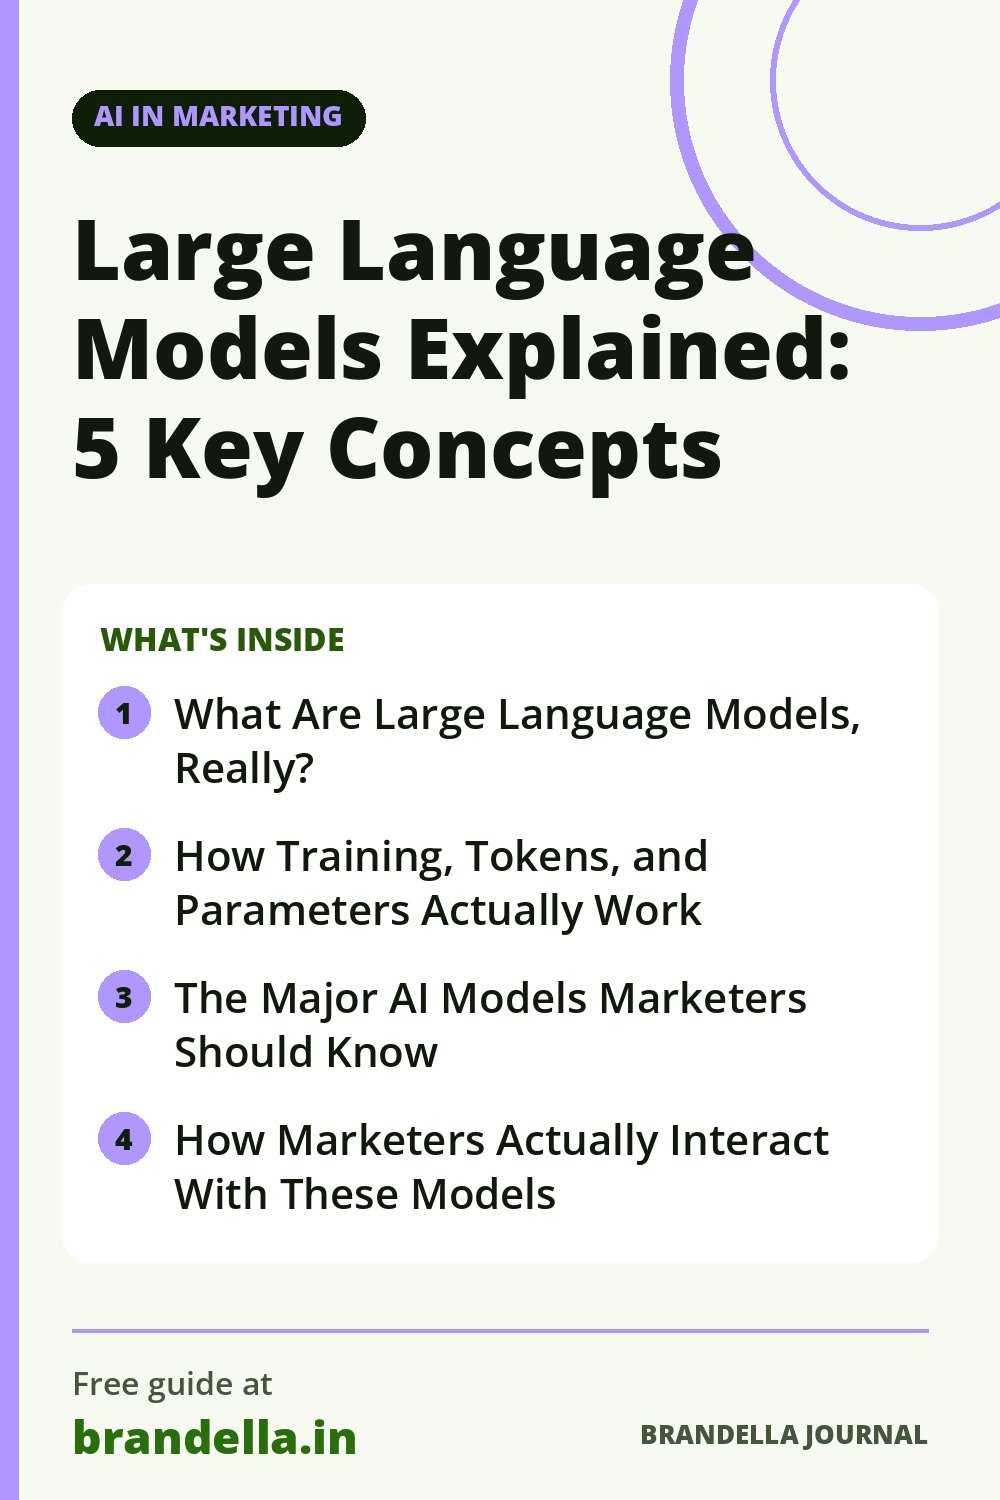 AI IN MARKETING
Large Language
Models Explained:
5 Key Concepts
WHAT'S INSIDE
1 What Are Large Language Models,
Really?
2 How Training, Tokens, and
Parameters Actually Work
3 The Major AI Models Marketers
Should Know
4 How Marketers Actually Interact
With These Models
Free guide at
brandella.in
BRANDELLA JOURNAL